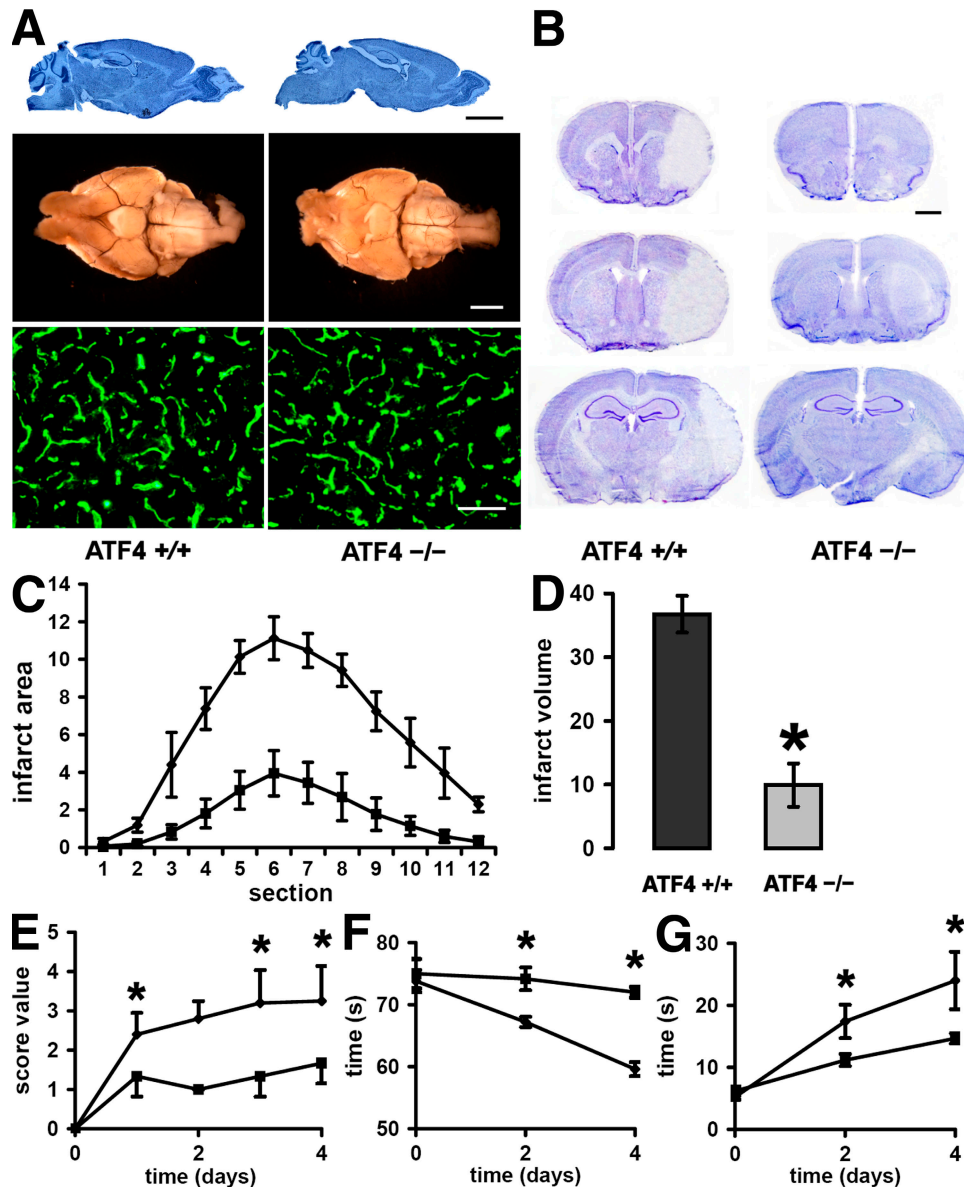 A
B
ATF4 +/+
ATF4 −/−
ATF4 +/+
ATF4 −/−
C
infarct area
14
12
10
8
6
4
2
0
1 2 3 4 5 6 7 8 9 10 11 12
section
D
infarct volume
40
30
20
10
0
*
ATF4 +/+
ATF4 −/−
E
score value
5
4
3
2
1
0
* * *
0 2 4
time (days)
F
time (s)
80
70
60
50
* *
0 2 4
time (days)
G
time (s)
30
20
10
0
* *
0 2 4
time (days)